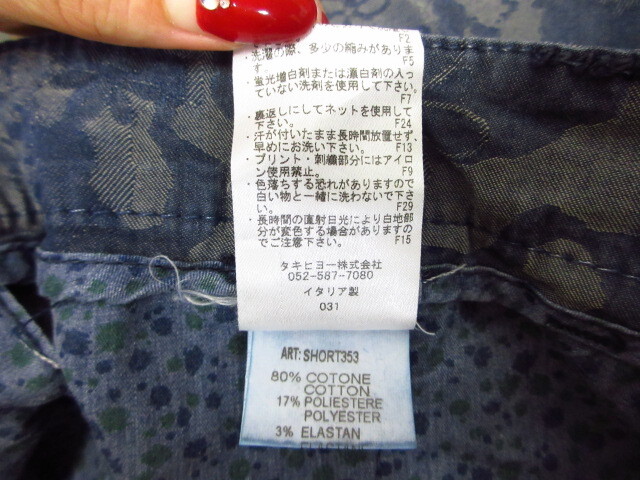 F2
・洗濯の際、多少の縮みがありま
す。 F5
・蛍光増白剤または漂白剤の入っ
ていない洗剤を使用して下さい。
F7
・裏返しにしてネットを使用して
下さい。 F24
・汗が付いたまま長時間放置せず、
早めにお洗い下さい。 F13
・プリント・刺繍部分にはアイロ
ン使用禁止。 F9
・色落ちする恐れがありますので
白い物と一緒に洗わないで下さ
い。 F29
・長時間の直射日光により白地部
分が変色する場合がありますの
でご注意下さい。 F15
タキヒヨー株式会社
052-587-7080
イタリア製
031
ART: SHORT353
80% COTONE
COTTON
17% POLIESTERE
POLYESTER
3% ELASTAN